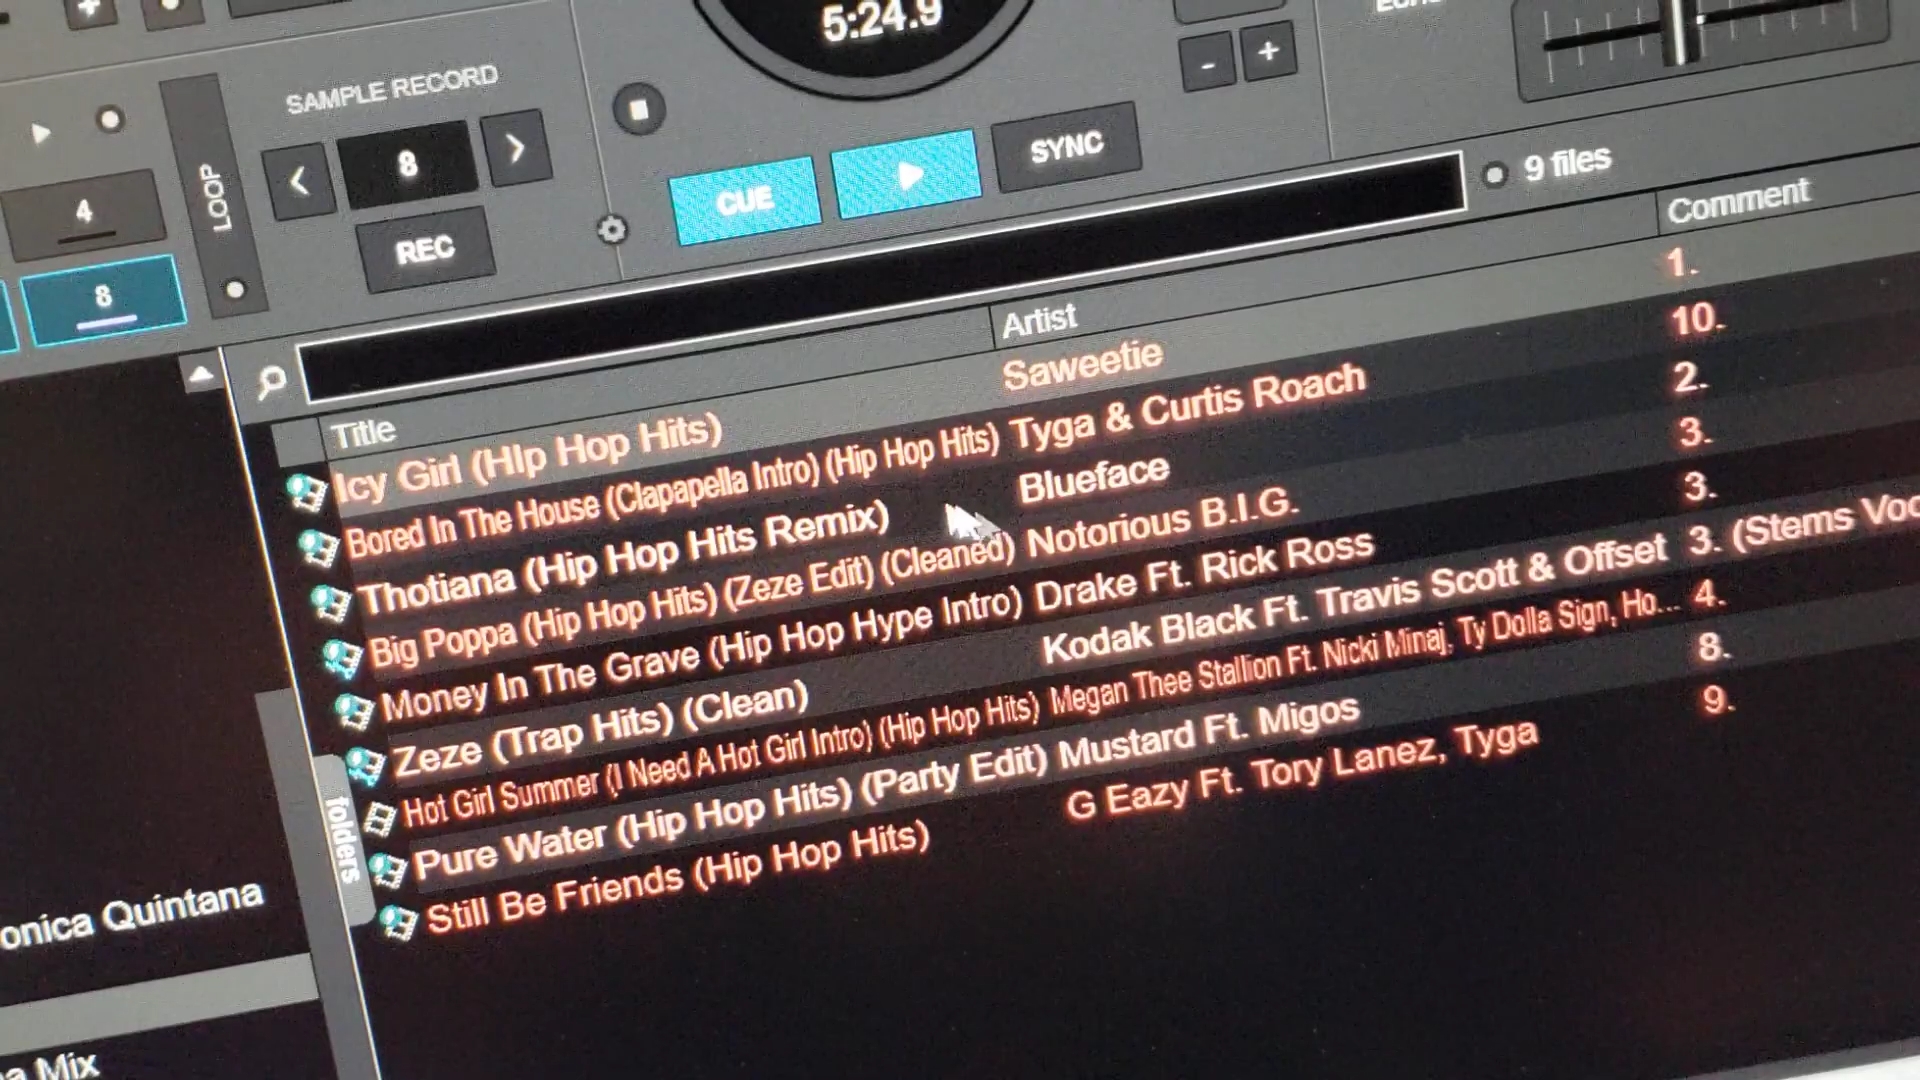 5:24.9
SAMPLE RECORD
8
REC
LOOP
4
8
CUE
SYNC
-
+
9 files
Title Artist Comment
Icy Girl (HIp Hop Hits) Saweetie 1.
Bored In The House (Clapapella Intro) (Hip Hop Hits) Tyga & Curtis Roach 10.
Thotiana (Hip Hop Hits Remix) Blueface 2.
Big Poppa (Hip Hop Hits) (Zeze Edit) (Cleaned) Notorious B.I.G. 3.
Money In The Grave (Hip Hop Hype Intro) Drake Ft. Rick Ross 3.
Zeze (Trap Hits) (Clean) Kodak Black Ft. Travis Scott & Offset 3. (Stems Voc
Hot Girl Summer (I Need A Hot Girl Intro) (Hip Hop Hits) Megan Thee Stallion Ft. Nicki Minaj, Ty Dolla Sign, Ho... 4.
Pure Water (Hip Hop Hits) (Party Edit) Mustard Ft. Migos 8.
Still Be Friends (Hip Hop Hits) G Eazy Ft. Tory Lanez, Tyga 9.
folders
onica Quintana
a Mix